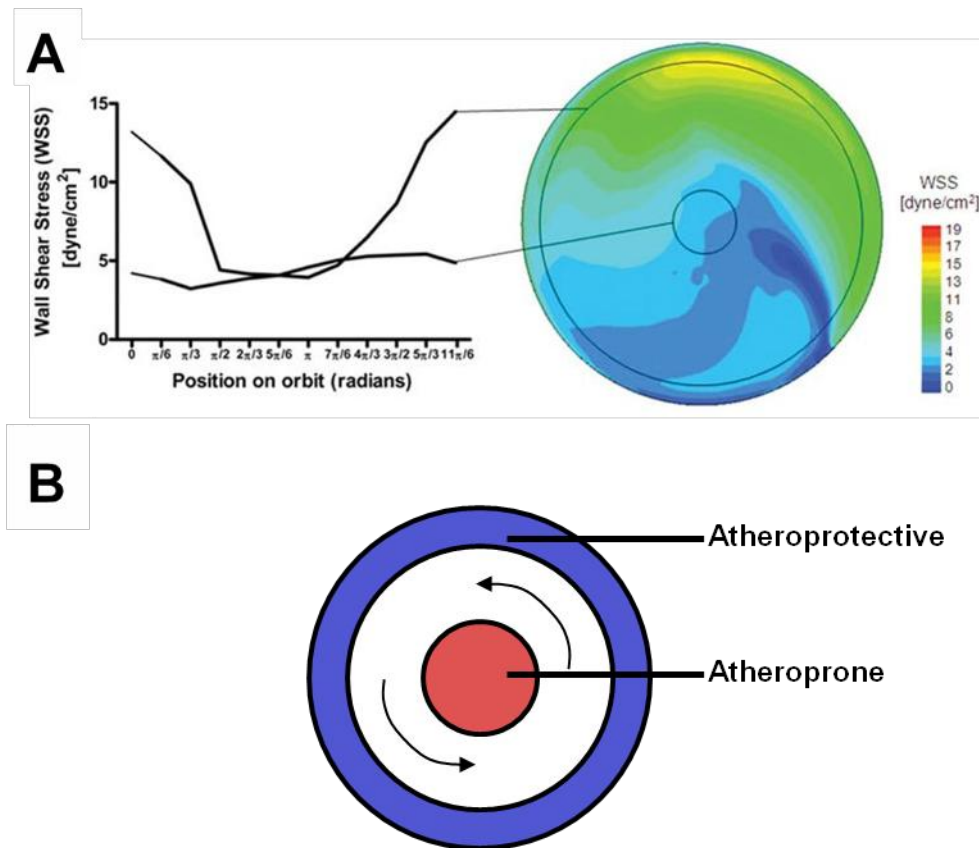 A
Wall Shear Stress (WSS)
[dyne/cm²]
15
10
5
0
0 π/6 π/3 π/2 2π/3 5π/6 π 7π/6 4π/3 3π/2 5π/3 11π/6
Position on orbit (radians)
WSS
[dyne/cm²]
19
17
15
13
11
8
6
4
2
0
B
Atheroprotective
Atheroprone